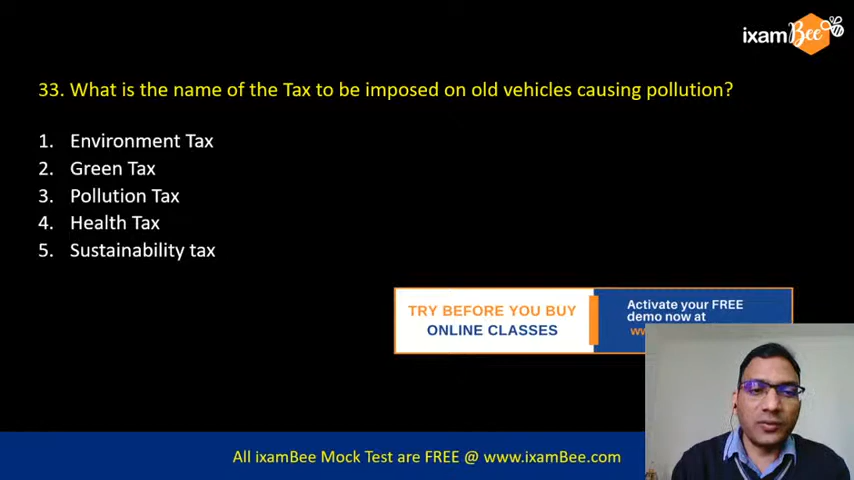 ixamBee
33. What is the name of the Tax to be imposed on old vehicles causing pollution?
1. Environment Tax
2. Green Tax
3. Pollution Tax
4. Health Tax
5. Sustainability tax
TRY BEFORE YOU BUY
ONLINE CLASSES
Activate your FREE
demo now at
All ixamBee Mock Test are FREE @ www.ixamBee.com